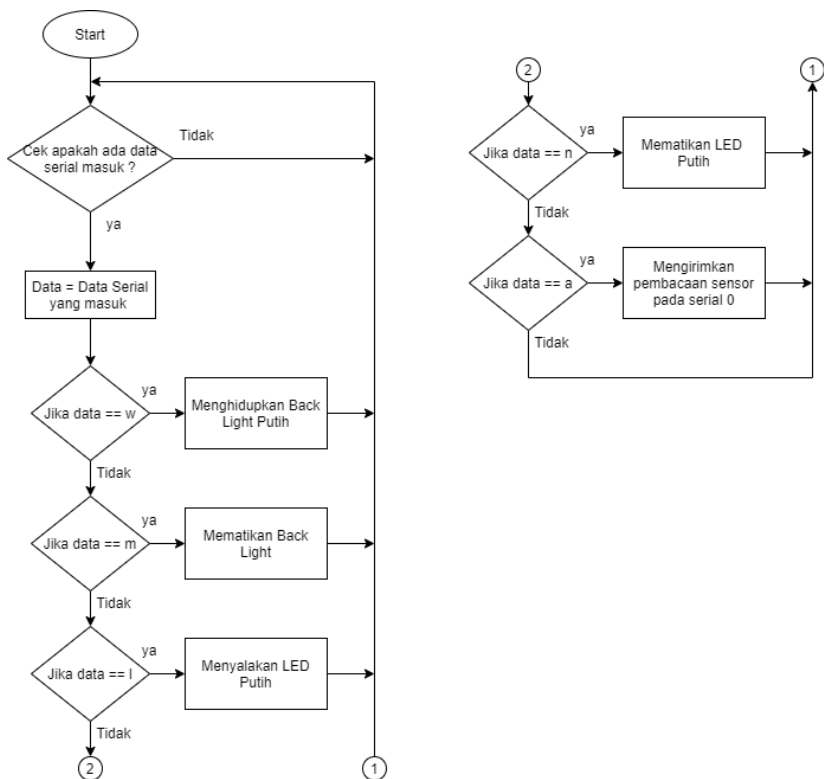 Start
Tidak
Cek apakah ada data
serial masuk ?
ya
Data = Data Serial
yang masuk
ya
Jika data == w
Menghidupkan Back
Light Putih
Tidak
ya
Jika data == m
Mematikan Back
Light
Tidak
ya
Jika data == l
Menyalakan LED
Putih
Tidak
2
1
2
1
ya
Jika data == n
Mematikan LED
Putih
Tidak
ya
Jika data == a
Mengirimkan
pembacaan sensor
pada serial 0
Tidak